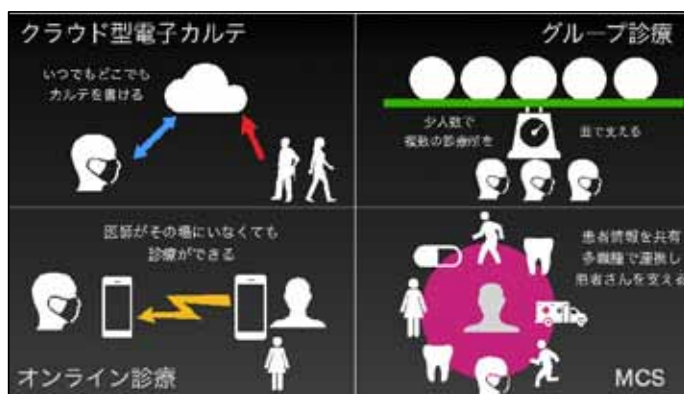 クラウド型電子カルテ
いつでもどこでも
カルテを書ける
グループ診療
少人数で
複数の診療所を
面で支える
医師がその場にいなくても
診療ができる
オンライン診療
患者情報を共有
多職種で連携し
患者さんを支える
MCS